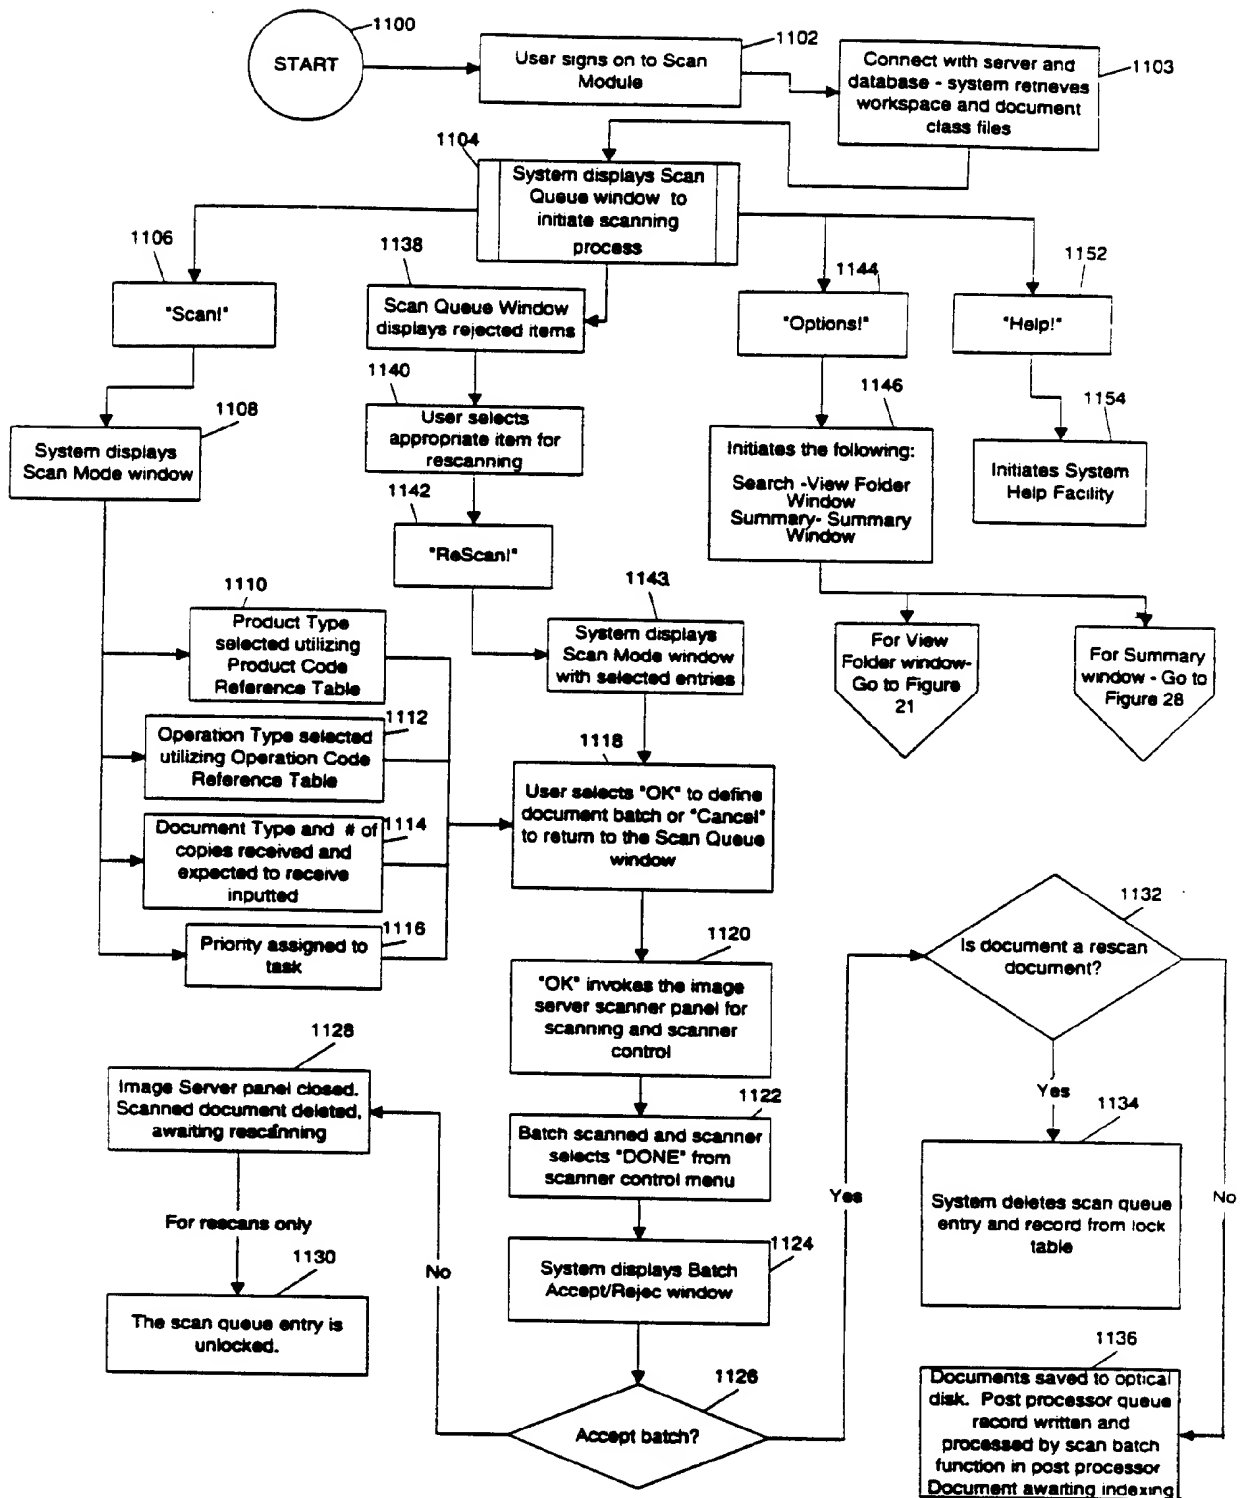 1100
START
1102
User signs on to Scan
Module
1103
Connect with server and
database - system retrieves
workspace and document
class files
1104
System displays Scan
Queue window to
initiate scanning
process
1106
"Scan!"
1138
Scan Queue Window
displays rejected items
1144
"Options!"
1152
"Help!"
1108
System displays
Scan Mode window
1140
User selects
appropriate item for
rescanning
1146
Initiates the following:
Search -View Folder
Window
Summary- Summary
Window
1154
Initiates System
Help Facility
1142
"ReScan!"
1110
Product Type
selected utilizing
Product Code
Reference Table
1143
System displays
Scan Mode window
with selected entries
For View
Folder window-
Go to Figure
21
For Summary
window - Go to
Figure 28
1112
Operation Type selected
utilizing Operation Code
Reference Table
1118
User selects "OK" to define
document batch or "Cancel"
to return to the Scan Queue
window
1114
Document Type and # of
copies received and
expected to receive
inputted
1116
Priority assigned to
task
1120
"OK" invokes the image
server scanner panel for
scanning and scanner
control
1132
Is document a rescan
document?
1128
Image Server panel closed.
Scanned document deleted,
awaiting rescanning
1122
Batch scanned and scanner
selects "DONE" from
scanner control menu
Yes
1134
System deletes scan queue
entry and record from lock
table
Yes
No
For rescans only
1130
The scan queue entry is
unlocked.
No
1124
System displays Batch
Accept/Rejec window
1126
Accept batch?
1136
Documents saved to optical
disk. Post processor queue
record written and
processed by scan batch
function in post processor
Document awaiting indexing